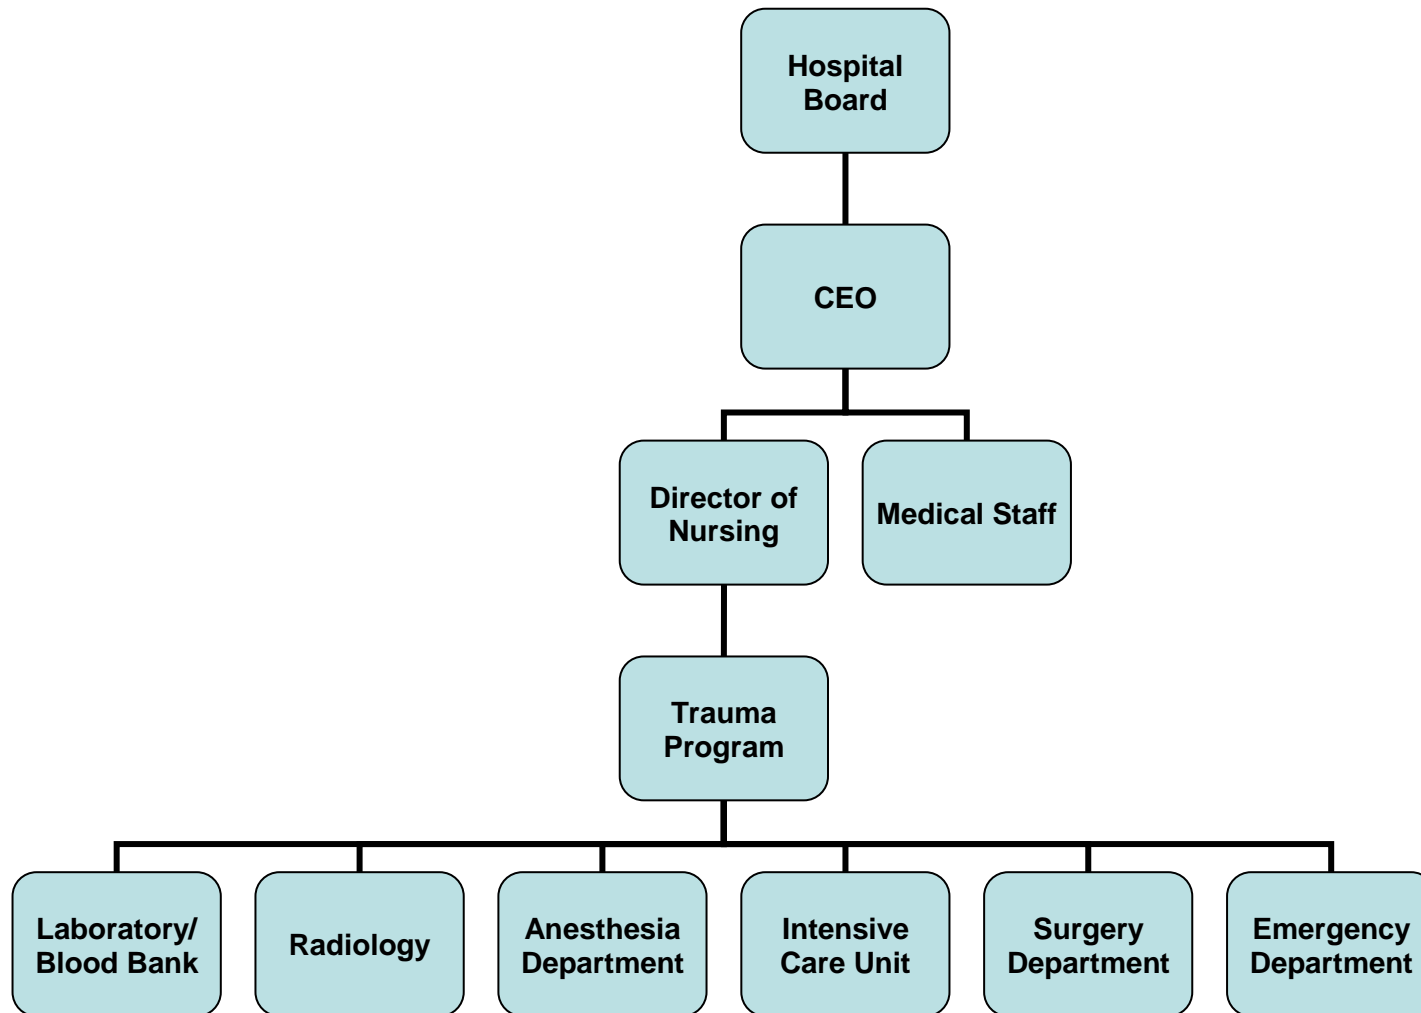 Hospital
Board
CEO
Director of
Nursing
Medical Staff
Trauma
Program
Laboratory/
Blood Bank
Radiology
Anesthesia
Department
Intensive
Care Unit
Surgery
Department
Emergency
Department